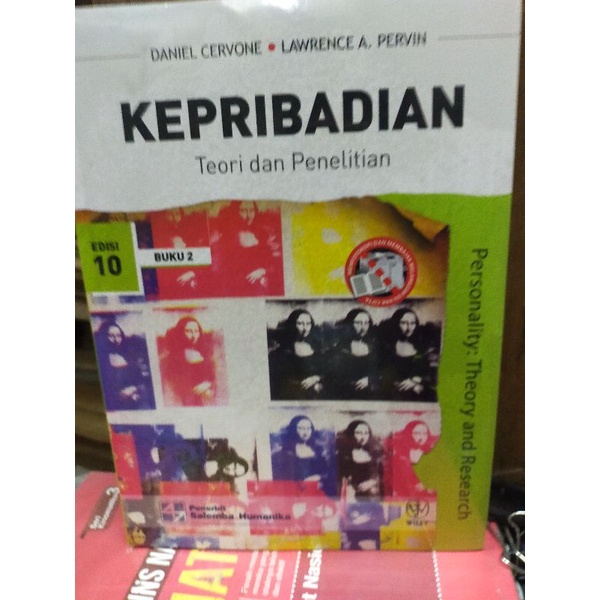 DANIEL CERVONE • LAWRENCE A. PERVIN
KEPRIBADIAN
Teori dan Penelitian
EDISI
10
BUKU 2
Personality: Theory and Research
Penerbit
Salemba Humanika
WILEY